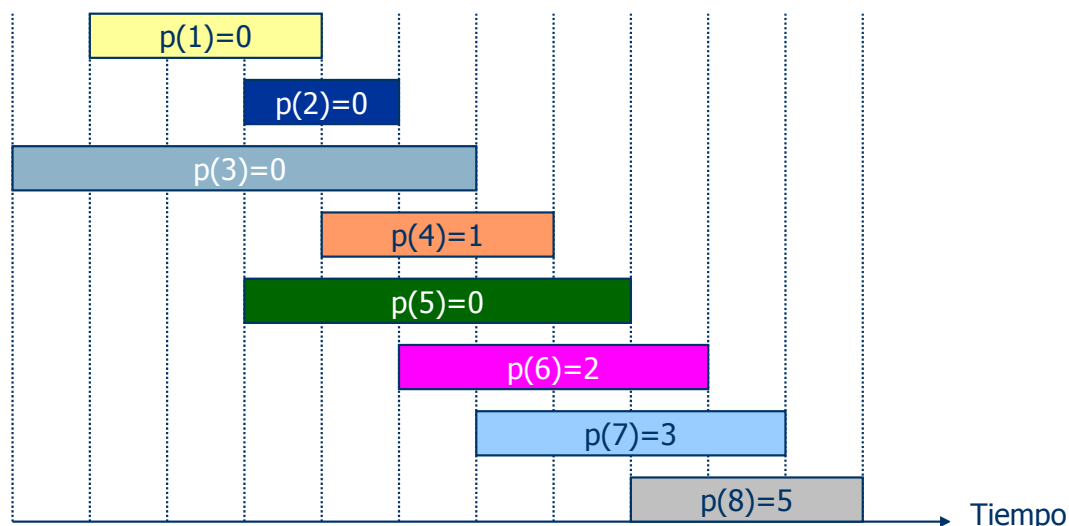 p(1)=0
p(2)=0
p(3)=0
p(4)=1
p(5)=0
p(6)=2
p(7)=3
p(8)=5
Tiempo